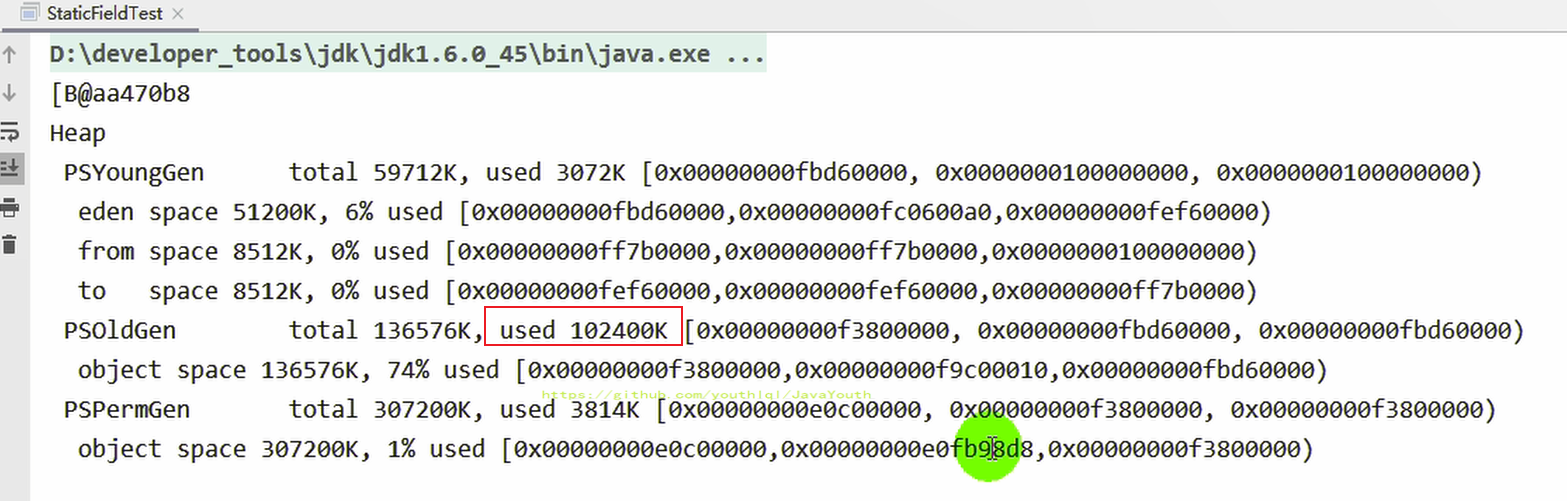 StaticFieldTest ×
D:\developer_tools\jdk\jdk1.6.0_45\bin\java.exe ...
[B@aa470b8
Heap
PSYoungGen total 59712K, used 3072K [0x00000000fbd60000, 0x0000000100000000, 0x0000000100000000)
eden space 51200K, 6% used [0x00000000fbd60000,0x00000000fc0600a0,0x00000000fef60000)
from space 8512K, 0% used [0x00000000ff7b0000,0x00000000ff7b0000,0x0000000100000000)
to space 8512K, 0% used [0x00000000fef60000,0x00000000fef60000,0x00000000ff7b0000)
PSOldGen total 136576K, used 102400K [0x00000000f3800000, 0x00000000fbd60000, 0x00000000fbd60000)
object space 136576K, 74% used [0x00000000f3800000,0x00000000f9c00010,0x00000000fbd60000)
https://github.com/youthlql/JavaYouth
PSPermGen total 307200K, used 3814K [0x00000000e0c00000, 0x00000000f3800000, 0x00000000f3800000)
object space 307200K, 1% used [0x00000000e0c00000,0x00000000e0fb98d8,0x00000000f3800000)